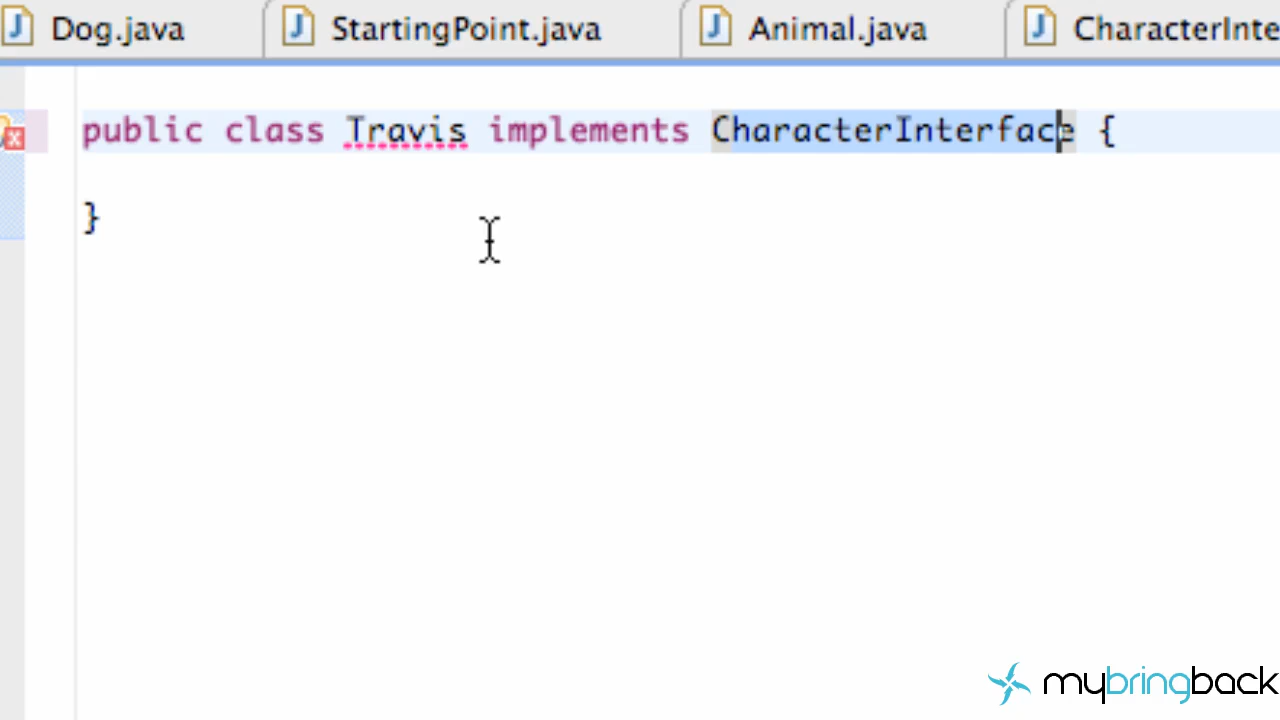 Dog.java StartingPoint.java Animal.java CharacterInte
public class Travis implements CharacterInterface {
}
mybringback